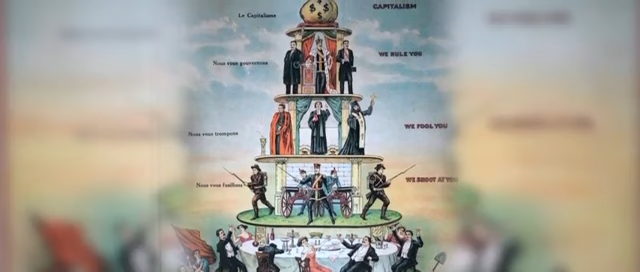 Le Capitalisme
CAPITALISM
Nous vous gouvernons
WE RULE YOU
Nous vous trompons
WE FOOL YOU
Nous vous fusillons
WE SHOOT AT YOU